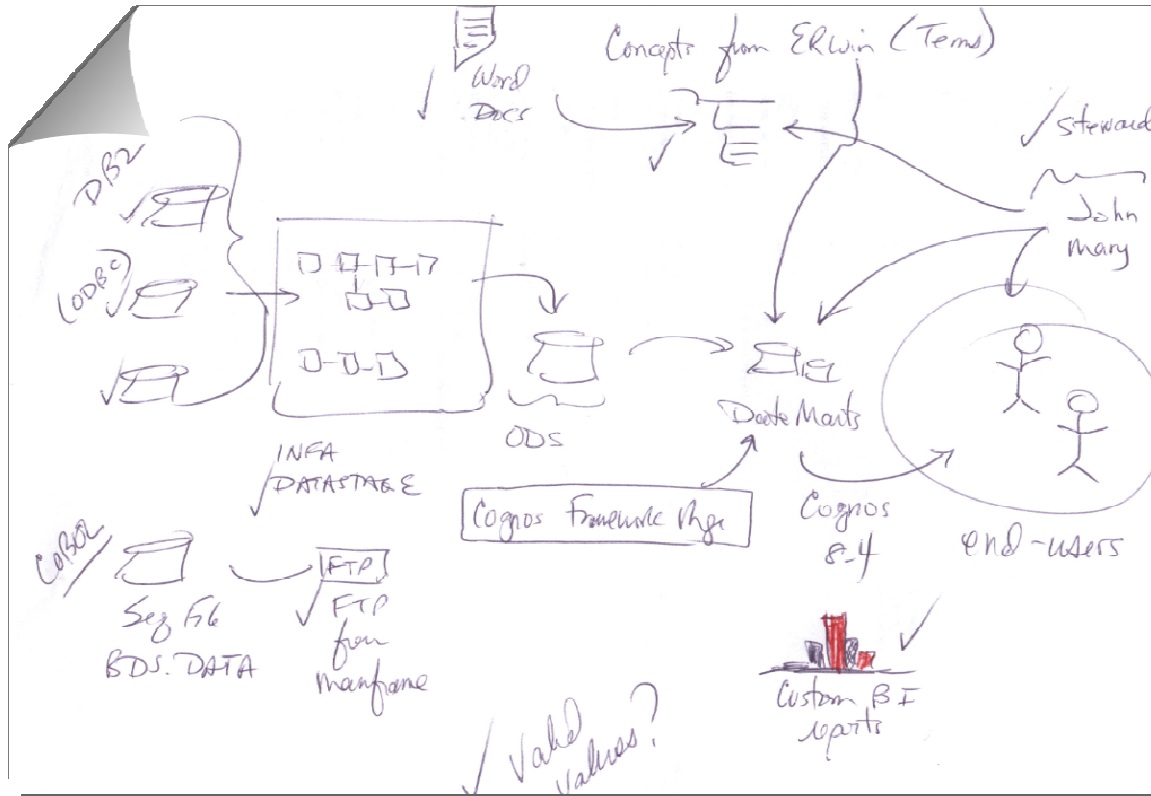 Word
Docs
Concepts from ERwin (Terms)
Steward
John
Mary
DB2
(ODBC)
INFA
DATASTAGE
ODS
Data Marts
Cognos Framework Mgr
Cognos
8.4
end-users
COBOL
Seq File
BDS.DATA
FTP
FTP
from
Mainframe
Custom BI
reports
Valid
Values?